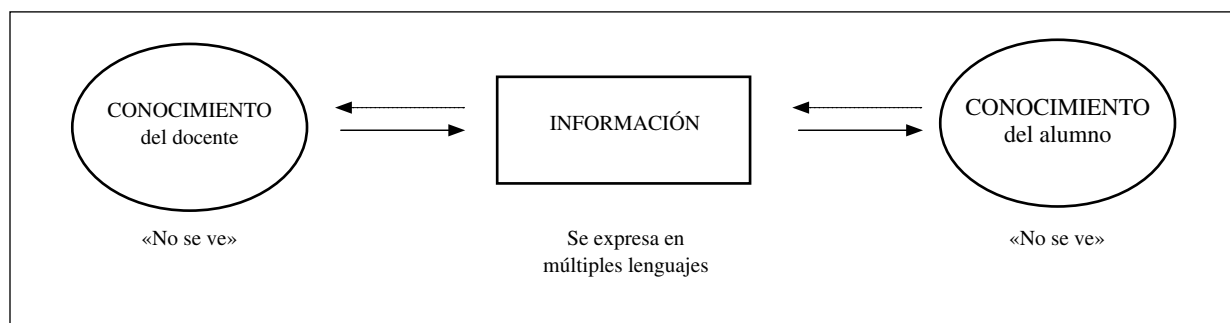 CONOCIMIENTO
del docente
INFORMACIÓN
CONOCIMIENTO
del alumno
«No se ve»
Se expresa en
múltiples lenguajes
«No se ve»